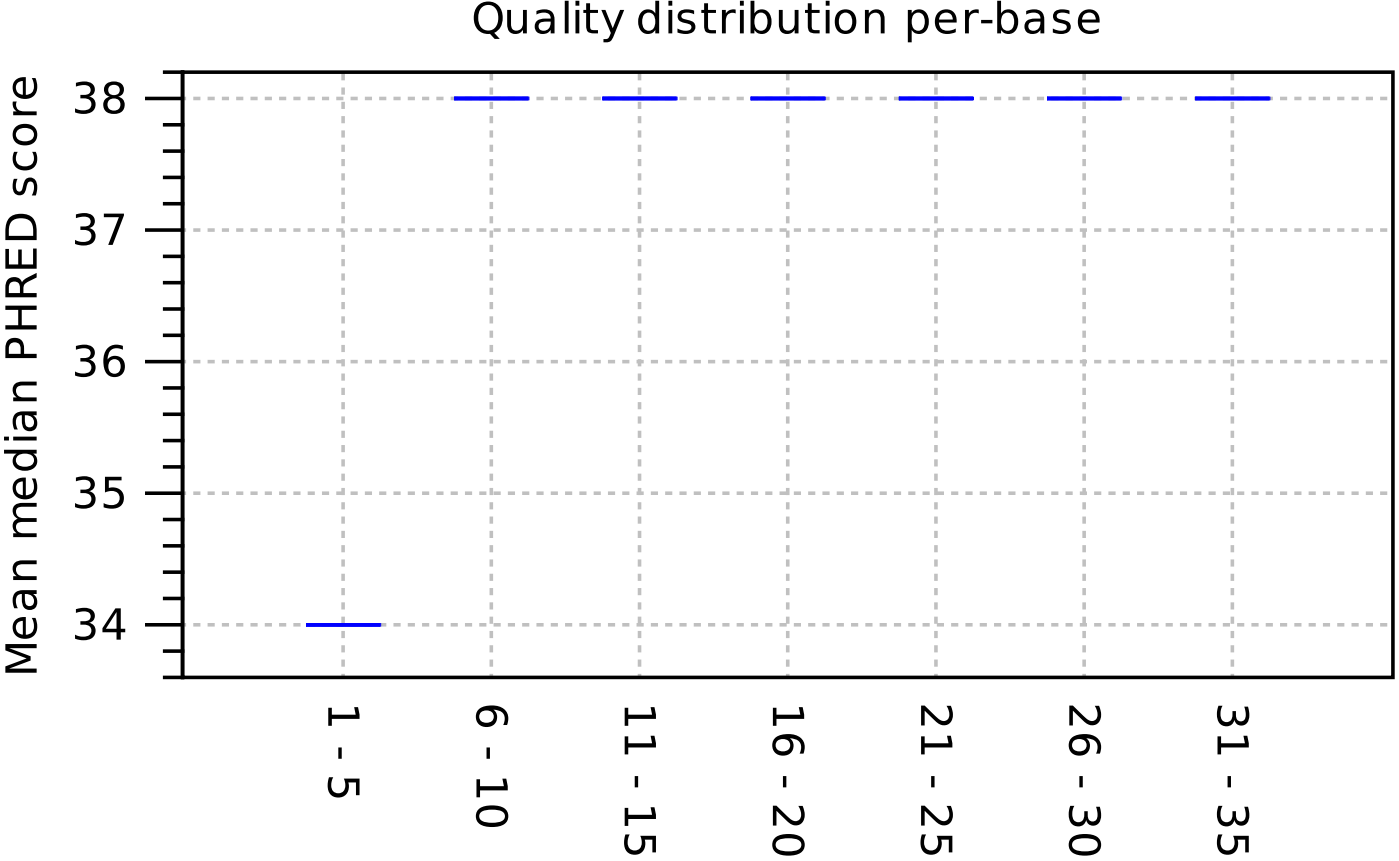 Quality distribution per-base
Mean median PHRED score
38
37
36
35
34
1 - 5
6 - 10
11 - 15
16 - 20
21 - 25
26 - 30
31 - 35